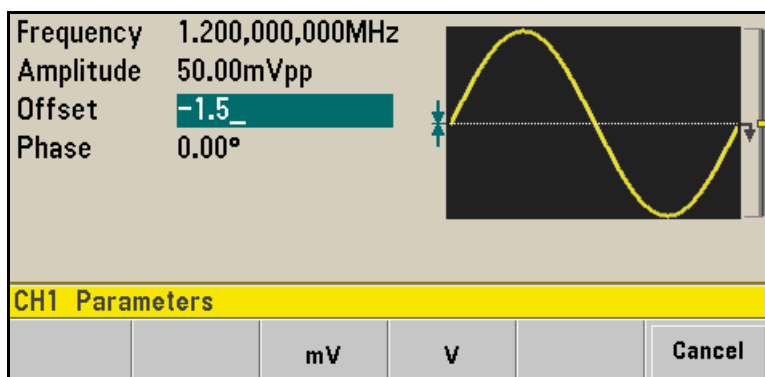 Frequency 1.200,000,000MHz
Amplitude 50.00mVpp
Offset -1.5_
Phase 0.00°
CH1 Parameters
mV V Cancel